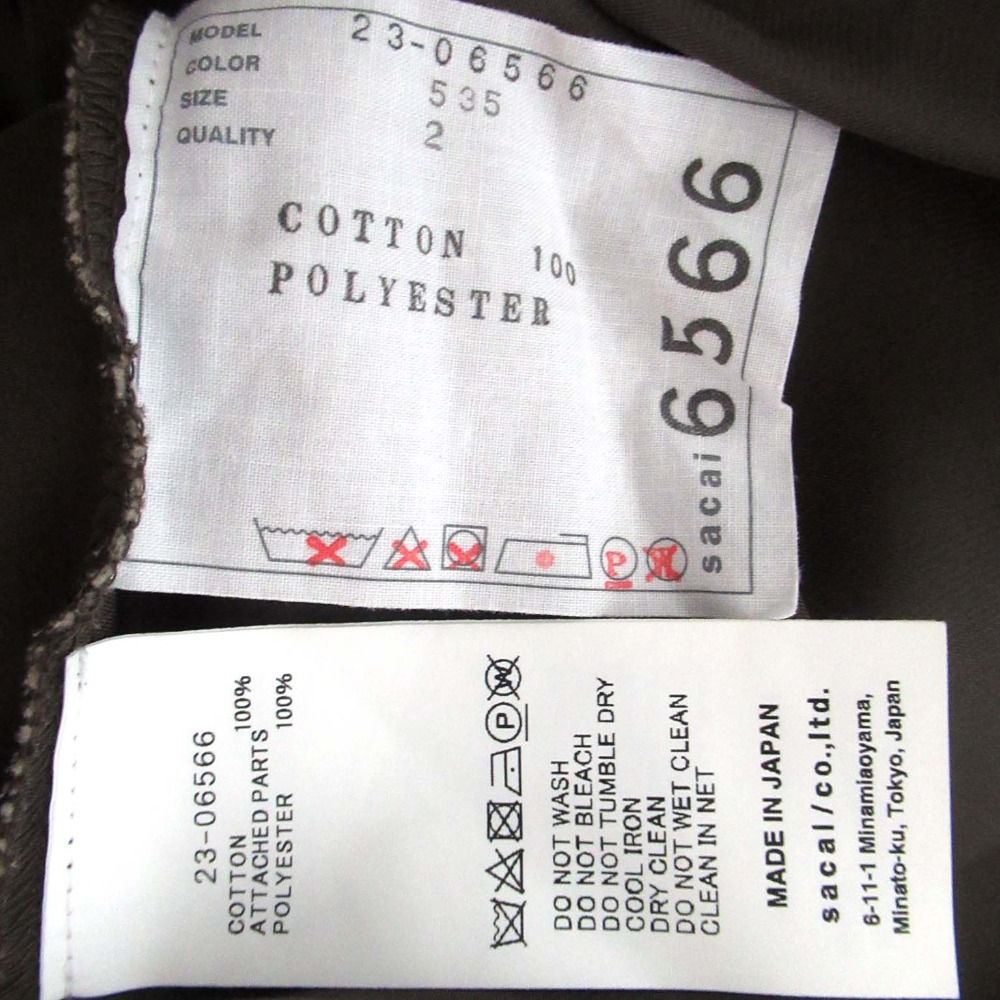 MODEL 23-06566
COLOR 535
SIZE 2
QUALITY
COTTON 100
POLYESTER
sacai 6566
P
W
23-06566
COTTON 100%
ATTACHED PARTS
POLYESTER 100%
P
W
DO NOT WASH
DO NOT BLEACH
DO NOT TUMBLE DRY
COOL IRON
DRY CLEAN
DO NOT WET CLEAN
CLEAN IN NET
MADE IN JAPAN
sacaI/co.,ltd.
6-11-1 Minamiaoyama,
Minato-ku, Tokyo, Japan